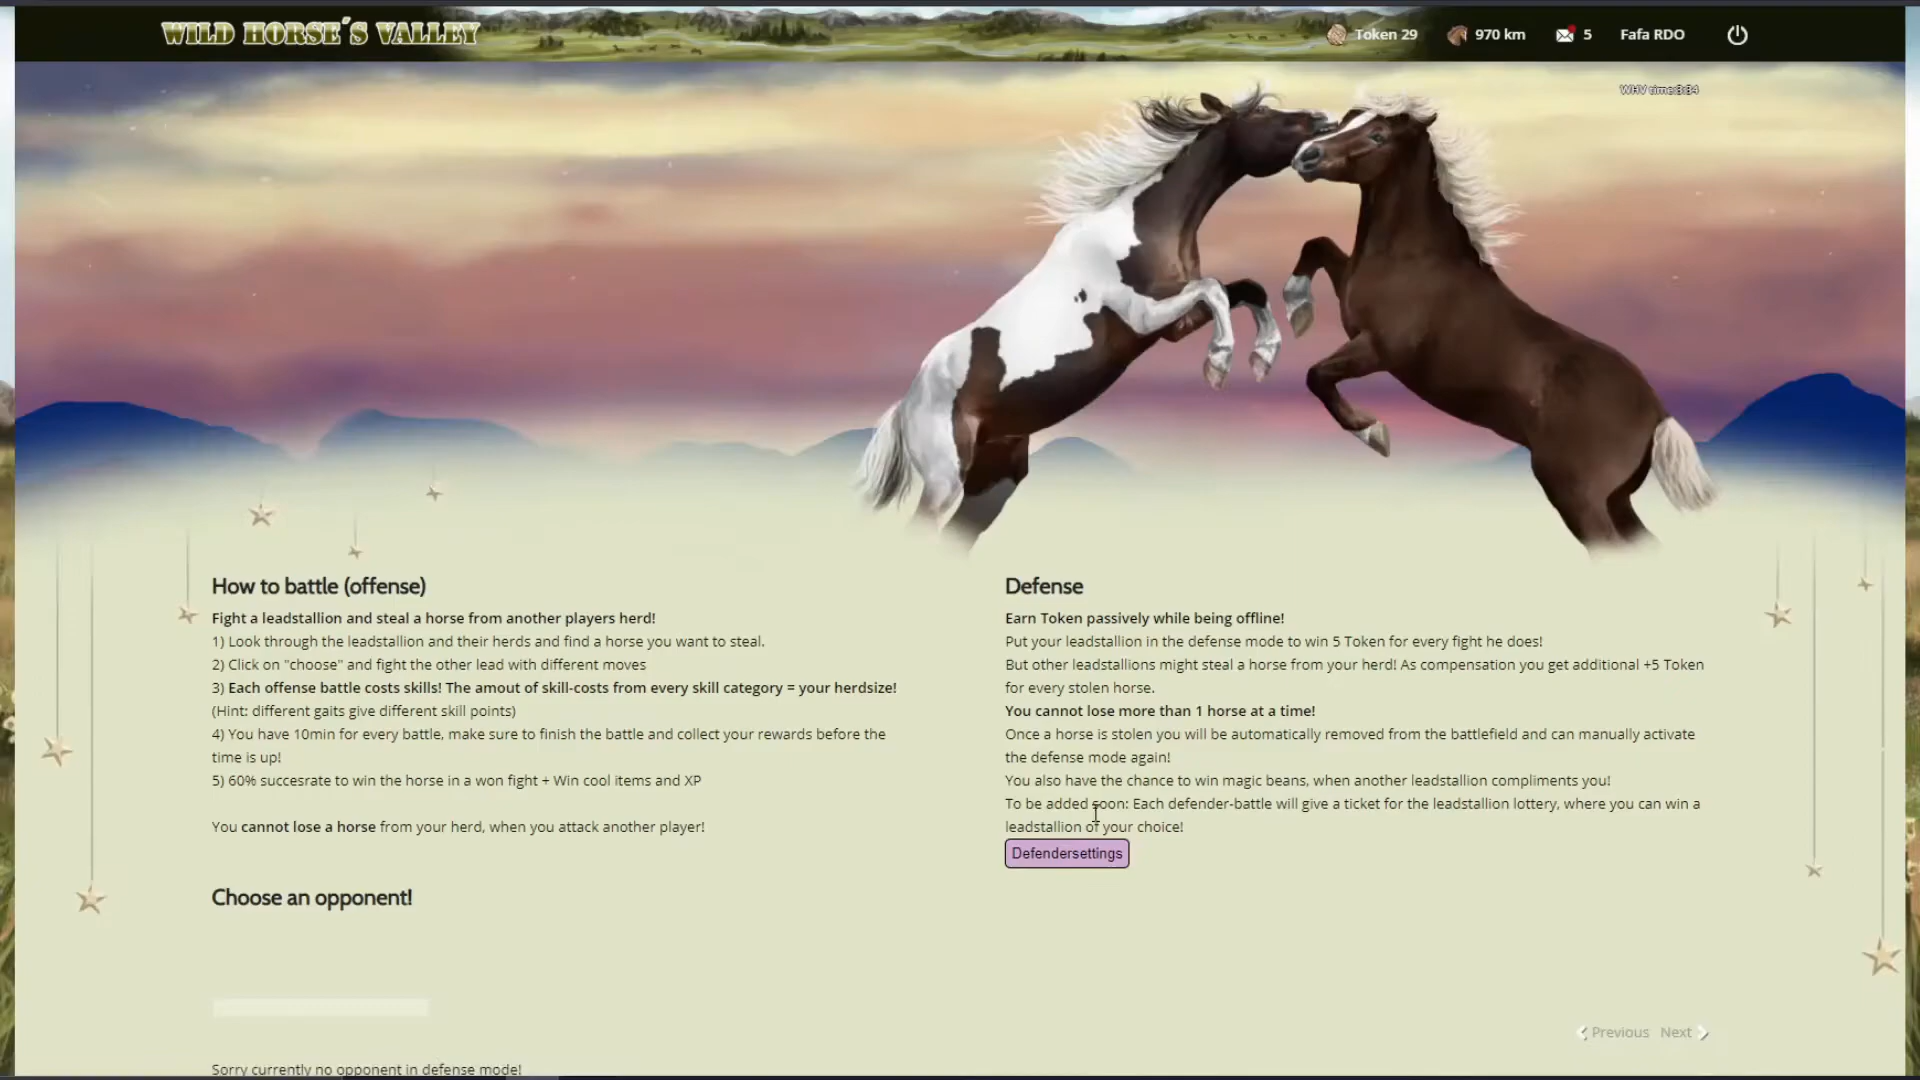 WILD HORSE´S VALLEY
Token 29
970 km
5
Fafa RDO
WHV time:3:34
How to battle (offense)
Fight a leadstallion and steal a horse from another players herd!
1) Look through the leadstallion and their herds and find a horse you want to steal.
2) Click on "choose" and fight the other lead with different moves
3) Each offense battle costs skills! The amout of skill-costs from every skill category = your herdsize!
(Hint: different gaits give different skill points)
4) You have 10min for every battle, make sure to finish the battle and collect your rewards before the
time is up!
5) 60% succesrate to win the horse in a won fight + Win cool items and XP
You cannot lose a horse from your herd, when you attack another player!
Defense
Earn Token passively while being offline!
Put your leadstallion in the defense mode to win 5 Token for every fight he does!
But other leadstallions might steal a horse from your herd! As compensation you get additional +5 Token
for every stolen horse.
You cannot lose more than 1 horse at a time!
Once a horse is stolen you will be automatically removed from the battlefield and can manually activate
the defense mode again!
You also have the chance to win magic beans, when another leadstallion compliments you!
To be added soon: Each defender-battle will give a ticket for the leadstallion lottery, where you can win a
leadstallion of your choice!
Defendersettings
Choose an opponent!
Previous Next
Sorry currently no opponent in defense mode!